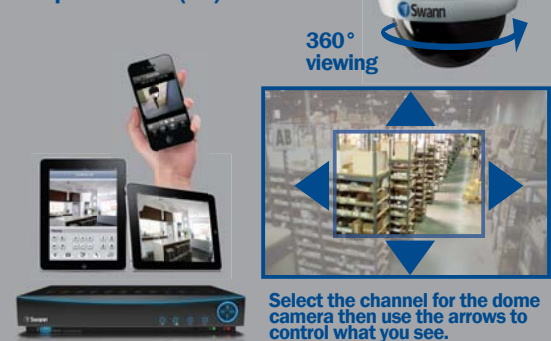 Swann
360°
viewing
AB
Swann
Select the channel for the dome
camera then use the arrows to
control what you see.